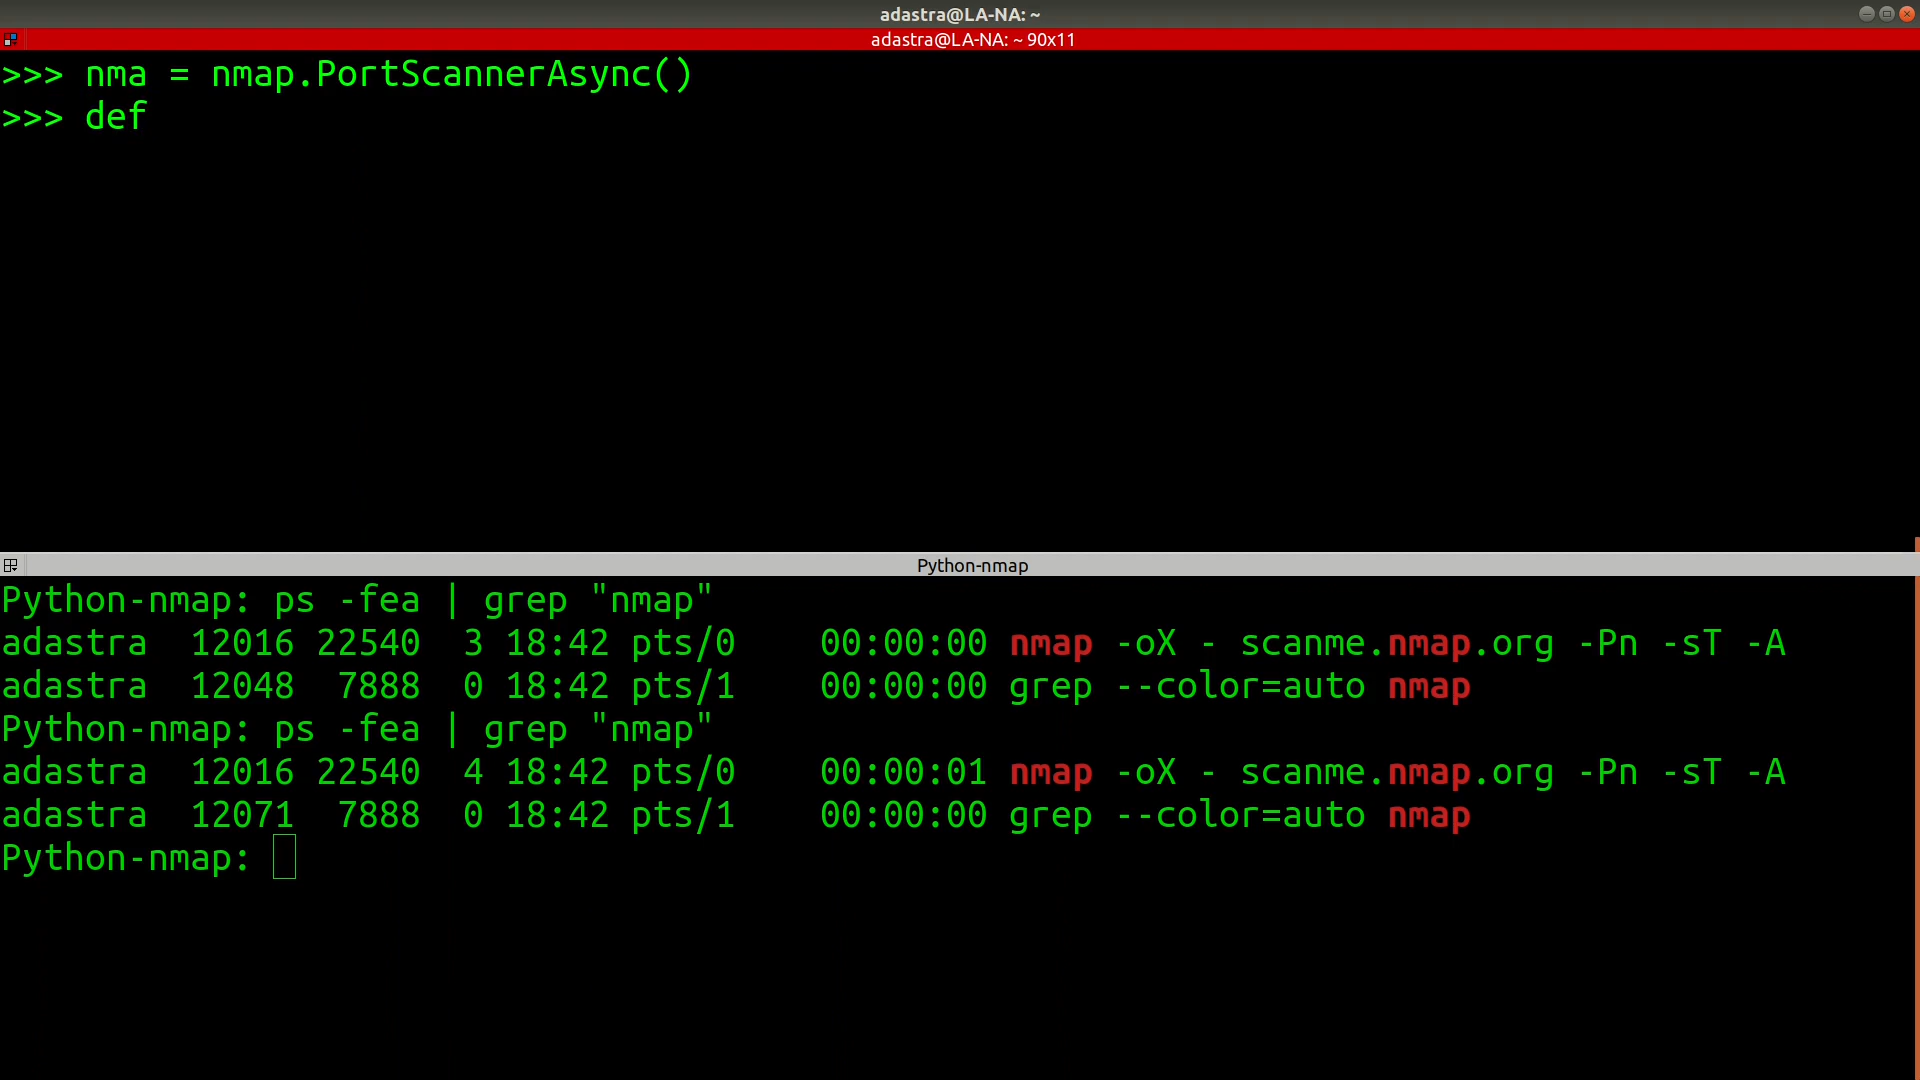 adastra@LA-NA: ~
adastra@LA-NA: ~ 90x11
>>> nma = nmap.PortScannerAsync()
>>> def
Python-nmap
Python-nmap: ps -fea | grep "nmap"
adastra  12016 22540  3 18:42 pts/0    00:00:00 nmap -oX - scanme.nmap.org -Pn -sT -A
adastra  12048  7888  0 18:42 pts/1    00:00:00 grep --color=auto nmap
Python-nmap: ps -fea | grep "nmap"
adastra  12016 22540  4 18:42 pts/0    00:00:01 nmap -oX - scanme.nmap.org -Pn -sT -A
adastra  12071  7888  0 18:42 pts/1    00:00:00 grep --color=auto nmap
Python-nmap: